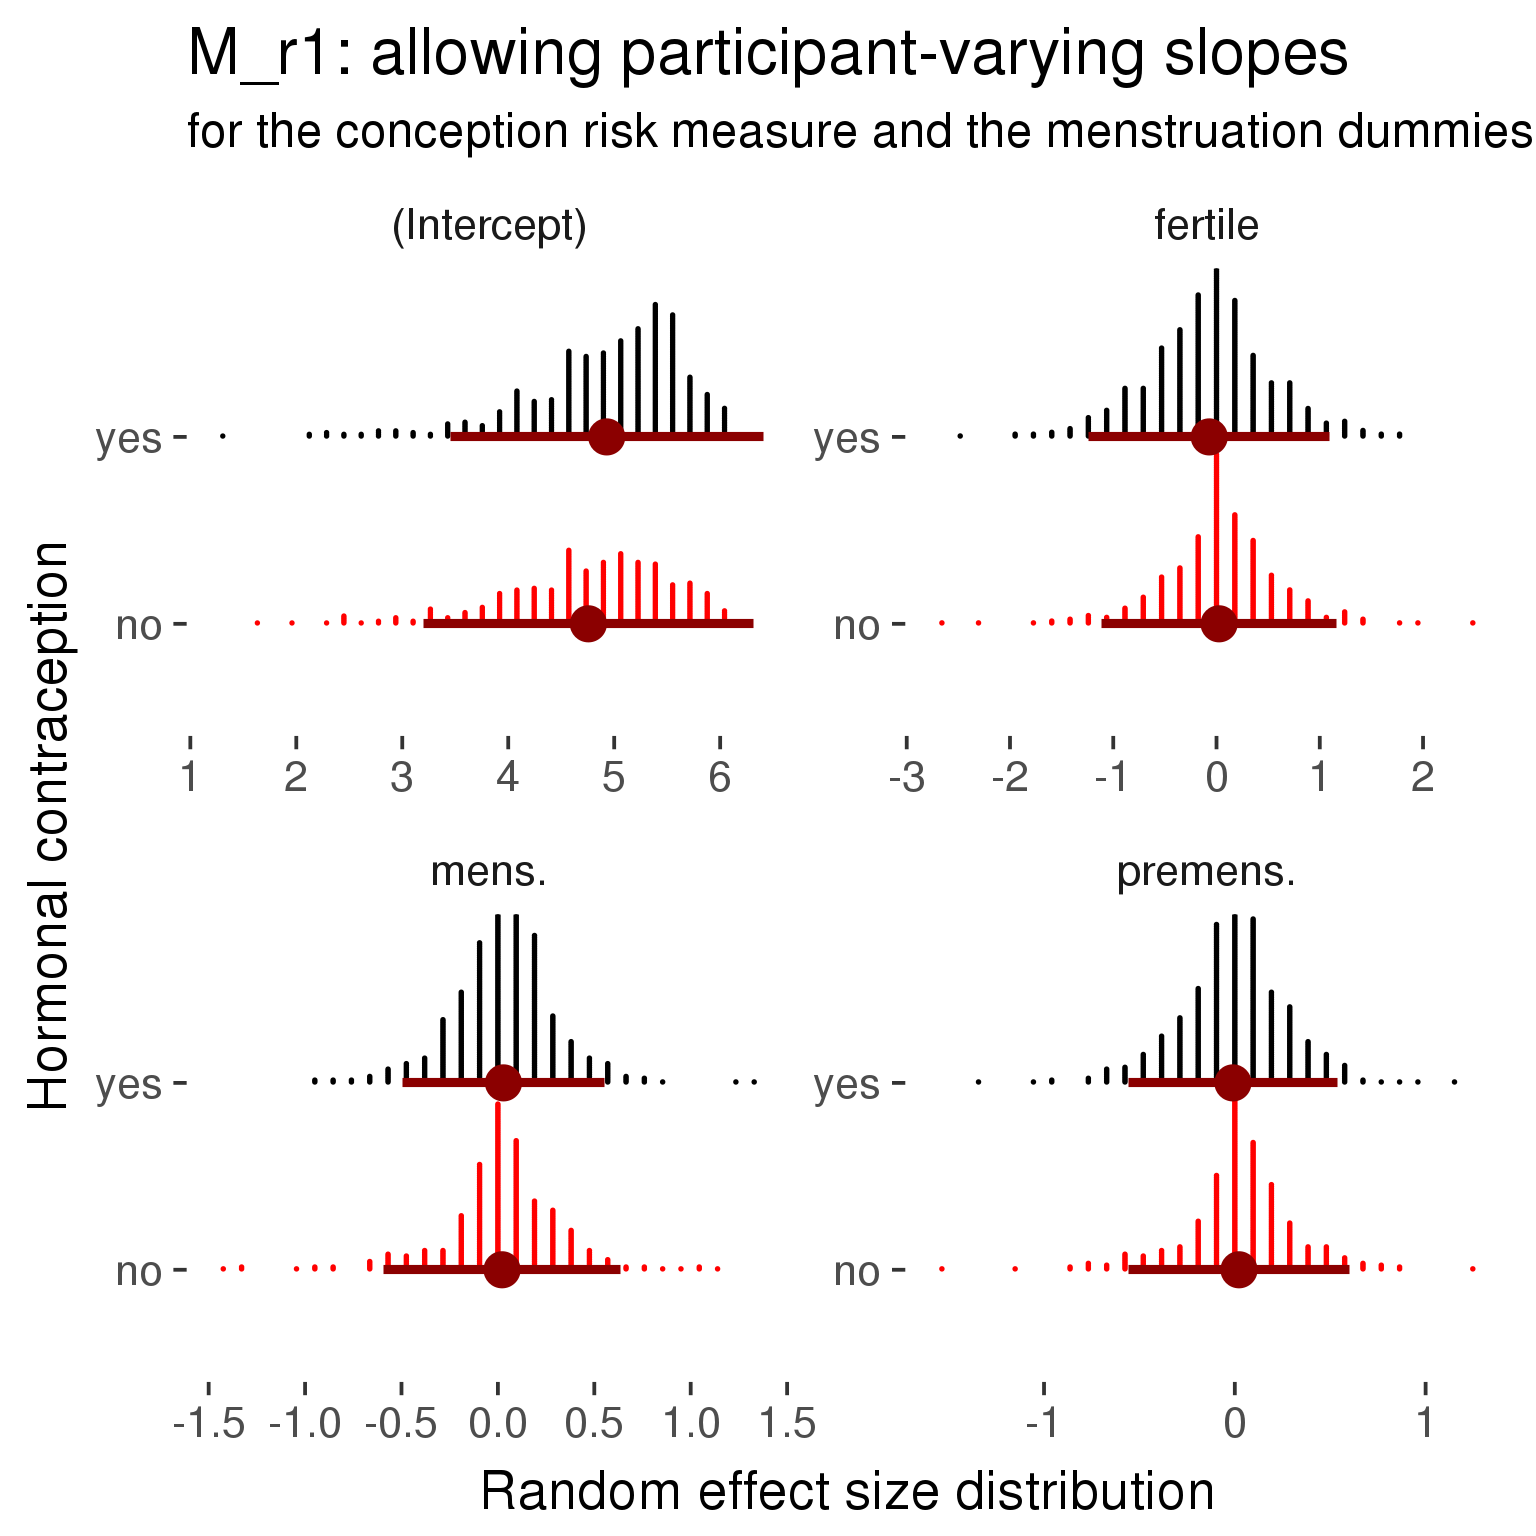 M_r1: allowing participant-varying slopes
for the conception risk measure and the menstruation dummies
(Intercept)
fertile
yes
no
yes
no
1 2 3 4 5 6
-3 -2 -1 0 1 2
mens.
premens.
yes
no
yes
no
-1.5 -1.0 -0.5 0.0 0.5 1.0 1.5
-1 0 1
Hormonal contraception
Random effect size distribution